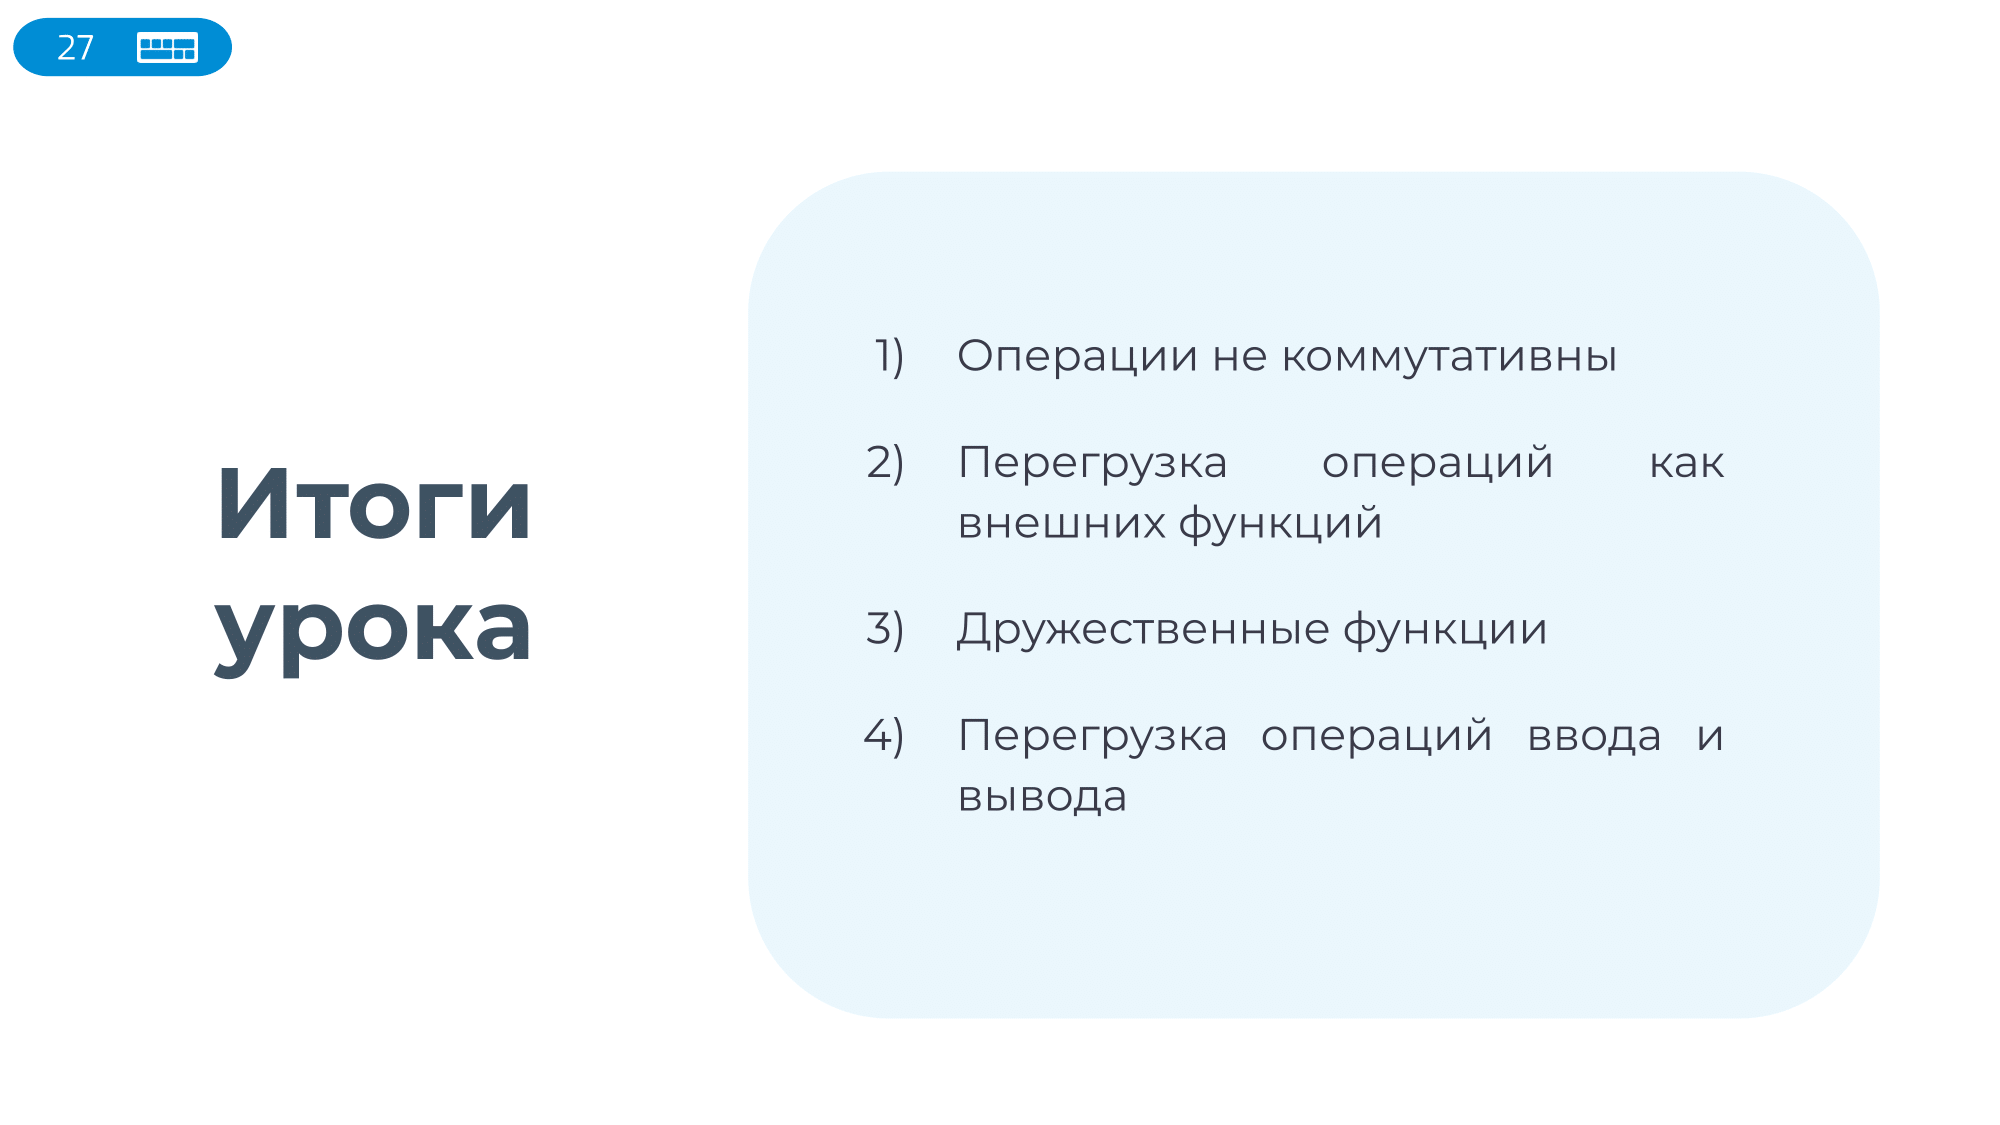 27
Итоги
урока
1) Операции не коммутативны
2) Перегрузка операций как
внешних функций
3) Дружественные функции
4) Перегрузка операций ввода и
вывода